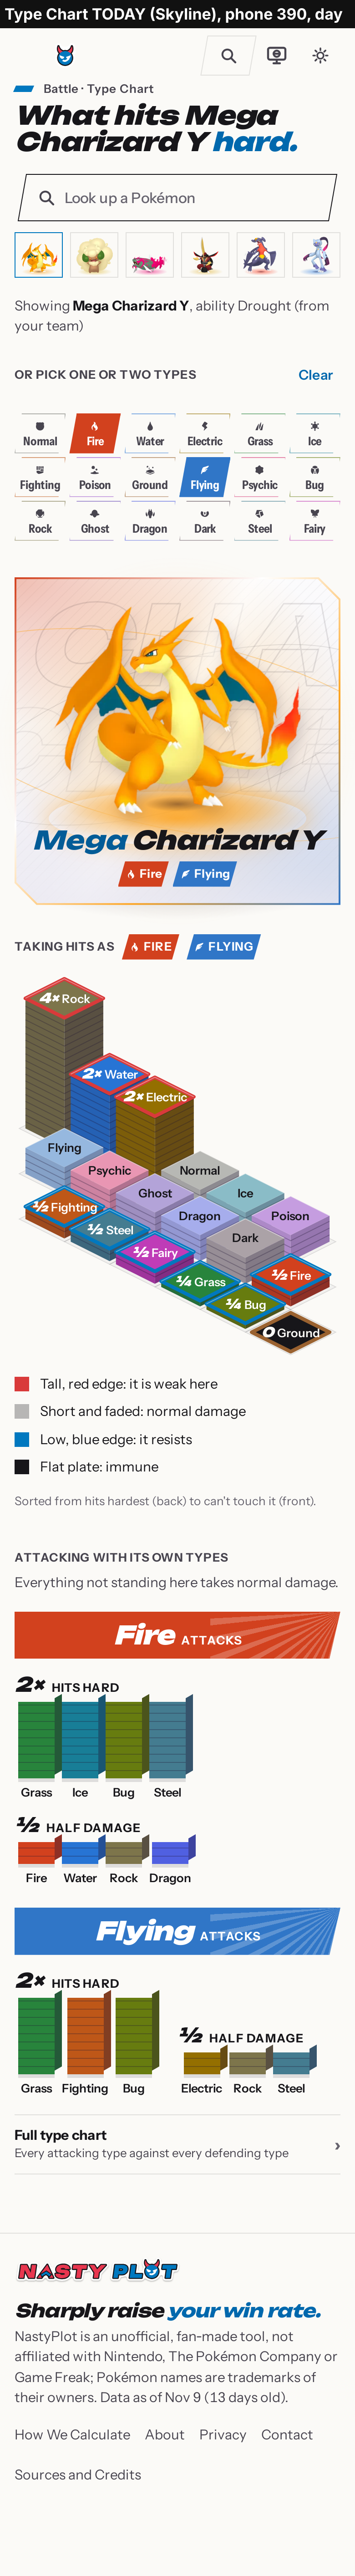 Type Chart TODAY (Skyline), phone 390, day
Battle · Type Chart
What hits Mega
Charizard Y hard.
Look up a Pokémon
Showing Mega Charizard Y, ability Drought (from
your team)
OR PICK ONE OR TWO TYPES
Clear
Normal Fire Water Electric Grass Ice
Fighting Poison Ground Flying Psychic Bug
Rock Ghost Dragon Dark Steel Fairy
Mega Charizard Y
Fire Flying
TAKING HITS AS FIRE FLYING
4× Rock
2× Water
2× Electric
Flying
Psychic
Normal
Ghost
Ice
½ Fighting
Dragon
Poison
½ Steel
Dark
½ Fairy
½ Fire
¼ Grass
¼ Bug
0 Ground
Tall, red edge: it is weak here
Short and faded: normal damage
Low, blue edge: it resists
Flat plate: immune
Sorted from hits hardest (back) to can't touch it (front).
ATTACKING WITH ITS OWN TYPES
Everything not standing here takes normal damage.
Fire ATTACKS
2× HITS HARD
Grass Ice Bug Steel
½ HALF DAMAGE
Fire Water Rock Dragon
Flying ATTACKS
2× HITS HARD
Grass Fighting Bug
½ HALF DAMAGE
Electric Rock Steel
Full type chart
Every attacking type against every defending type
›
NASTY PLOT
Sharply raise your win rate.
NastyPlot is an unofficial, fan-made tool, not
affiliated with Nintendo, The Pokémon Company or
Game Freak; Pokémon names are trademarks of
their owners. Data as of Nov 9 (13 days old).
How We Calculate About Privacy Contact
Sources and Credits